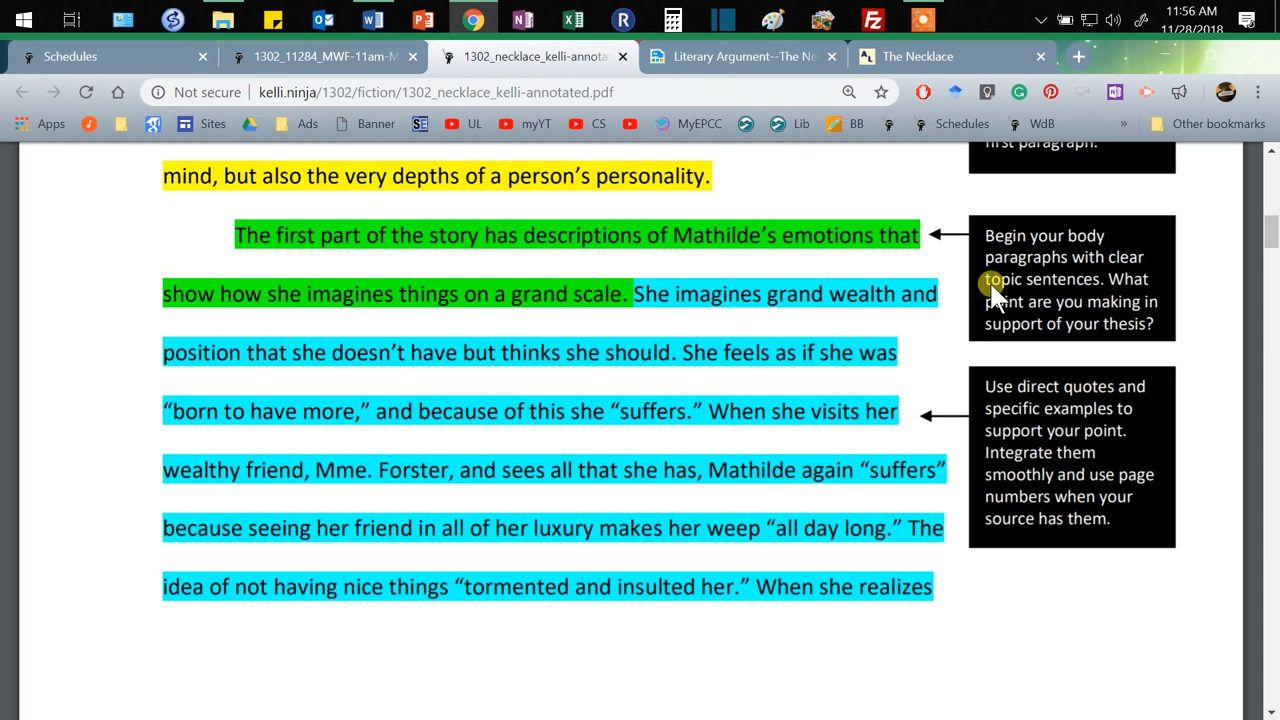 11:56 AM
11/28/2018
Schedules
1302_11284_MWF-11am-M
1302_necklace_kelli-annota
Literary Argument--The Ne
The Necklace
Not secure
kelli.ninja/1302/fiction/1302_necklace_kelli-annotated.pdf
Apps
Sites
Ads
Banner
SE
UL
myYT
CS
MyEPCC
Lib
BB
Schedules
WdB
»
Other bookmarks
first paragraph.
mind, but also the very depths of a person’s personality.
The first part of the story has descriptions of Mathilde’s emotions that
show how she imagines things on a grand scale. She imagines grand wealth and
position that she doesn’t have but thinks she should. She feels as if she was
“born to have more,” and because of this she “suffers.” When she visits her
wealthy friend, Mme. Forster, and sees all that she has, Mathilde again “suffers”
because seeing her friend in all of her luxury makes her weep “all day long.” The
idea of not having nice things “tormented and insulted her.” When she realizes
Begin your body
paragraphs with clear
topic sentences. What
point are you making in
support of your thesis?
Use direct quotes and
specific examples to
support your point.
Integrate them
smoothly and use page
numbers when your
source has them.